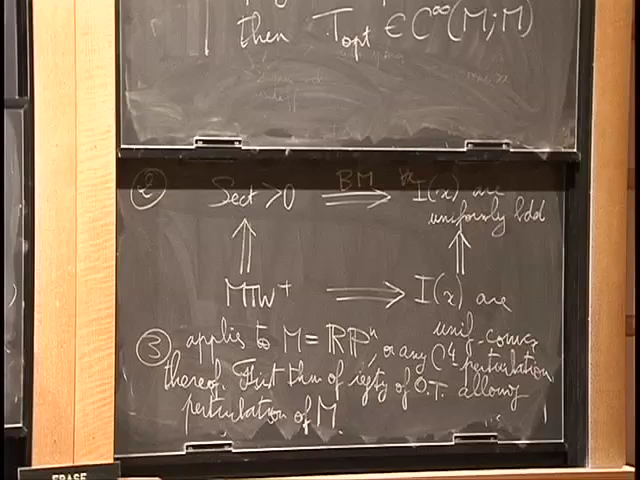 then T_opt ∈ C^∞(M;M)
② Sect > 0 ⟹ BM ∀x I(x) are
uniformly bdd
MTW⁺ ⟹ I(x) are
unif. conv
③ applies to M = RPⁿ, or any C⁴-perturbation
thereof. First thm of regty of O.T. allowing
perturbation of M.
ERASE